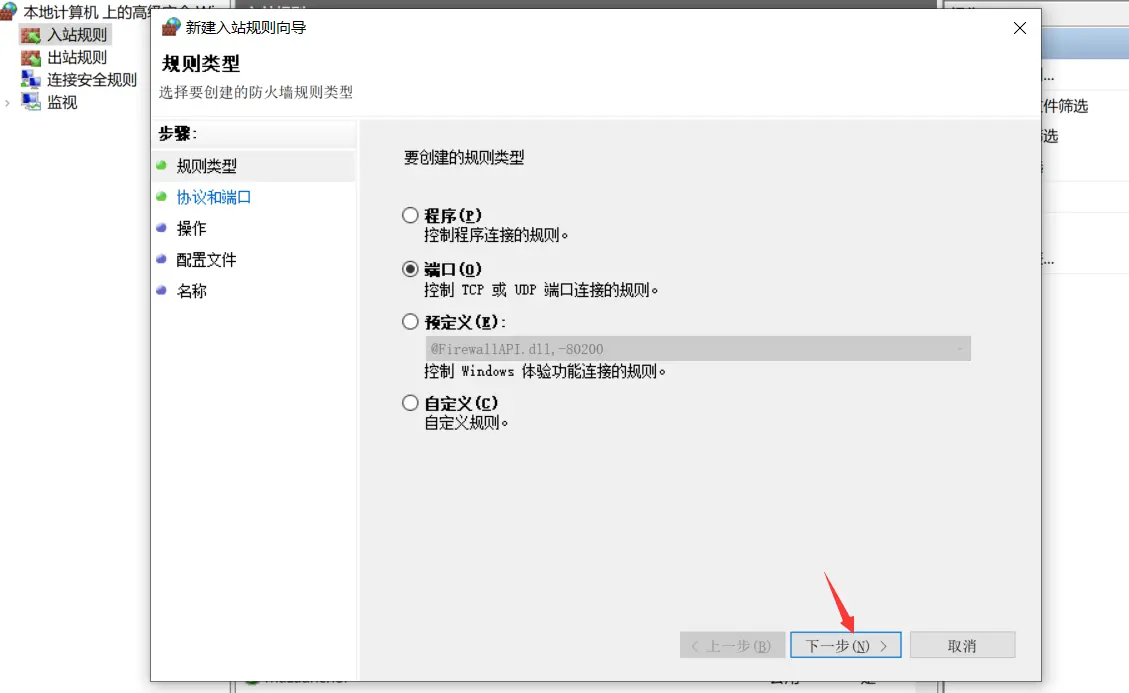 本地计算机 上的高级安全 Wi
入站规则
出站规则
连接安全规则
监视
新建入站规则向导
规则类型
选择要创建的防火墙规则类型
步骤:
规则类型
协议和端口
操作
配置文件
名称
要创建的规则类型
程序(P)
控制程序连接的规则。
端口(O)
控制 TCP 或 UDP 端口连接的规则。
预定义(E):
@FirewallAPI.dll,-80200
控制 Windows 体验功能连接的规则。
自定义(C)
自定义规则。
< 上一步(B)
下一步(N) >
取消
件筛选
选